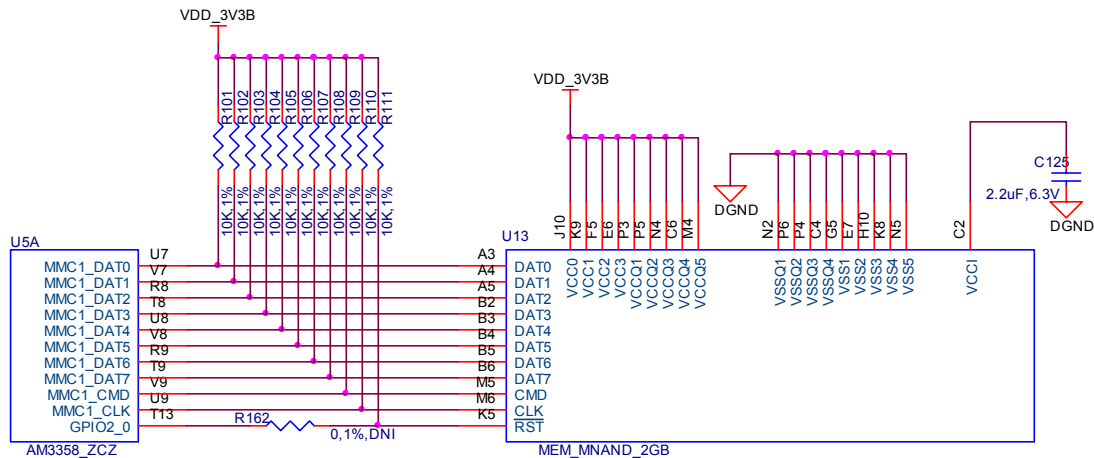 VDD_3V3B
R101
R102
R103
R104
R105
R106
R107
R108
R109
R110
R111
10K,1%
10K,1%
10K,1%
10K,1%
10K,1%
10K,1%
10K,1%
10K,1%
10K,1%
10K,1%
10K,1%
VDD_3V3B
DGND
C125
2.2uF,6.3V
DGND
U5A
MMC1_DAT0 U7
MMC1_DAT1 V7
MMC1_DAT2 R8
MMC1_DAT3 T8
MMC1_DAT4 U8
MMC1_DAT5 V8
MMC1_DAT6 R9
MMC1_DAT7 T9
MMC1_CMD V9
MMC1_CLK U9
GPIO2_0 T13
AM3358_ZCZ
R162
0,1%,DNI
U13
A3 DAT0
A4 DAT1
A5 DAT2
B2 DAT3
B3 DAT4
B4 DAT5
B5 DAT6
B6 DAT7
M5 CMD
M6 CLK
K5 RST
J10 VCC0
K9 VCC1
F5 VCC2
E6 VCC3
P3 VCCQ1
P5 VCCQ2
N4 VCCQ3
C6 VCCQ4
M4 VCCQ5
N2 VSSQ1
P6 VSSQ2
P4 VSSQ3
C4 VSSQ4
G5 VSS1
E7 VSS2
H10 VSS3
K8 VSS4
N5 VSS5
C2 VCCI
MEM_MNAND_2GB